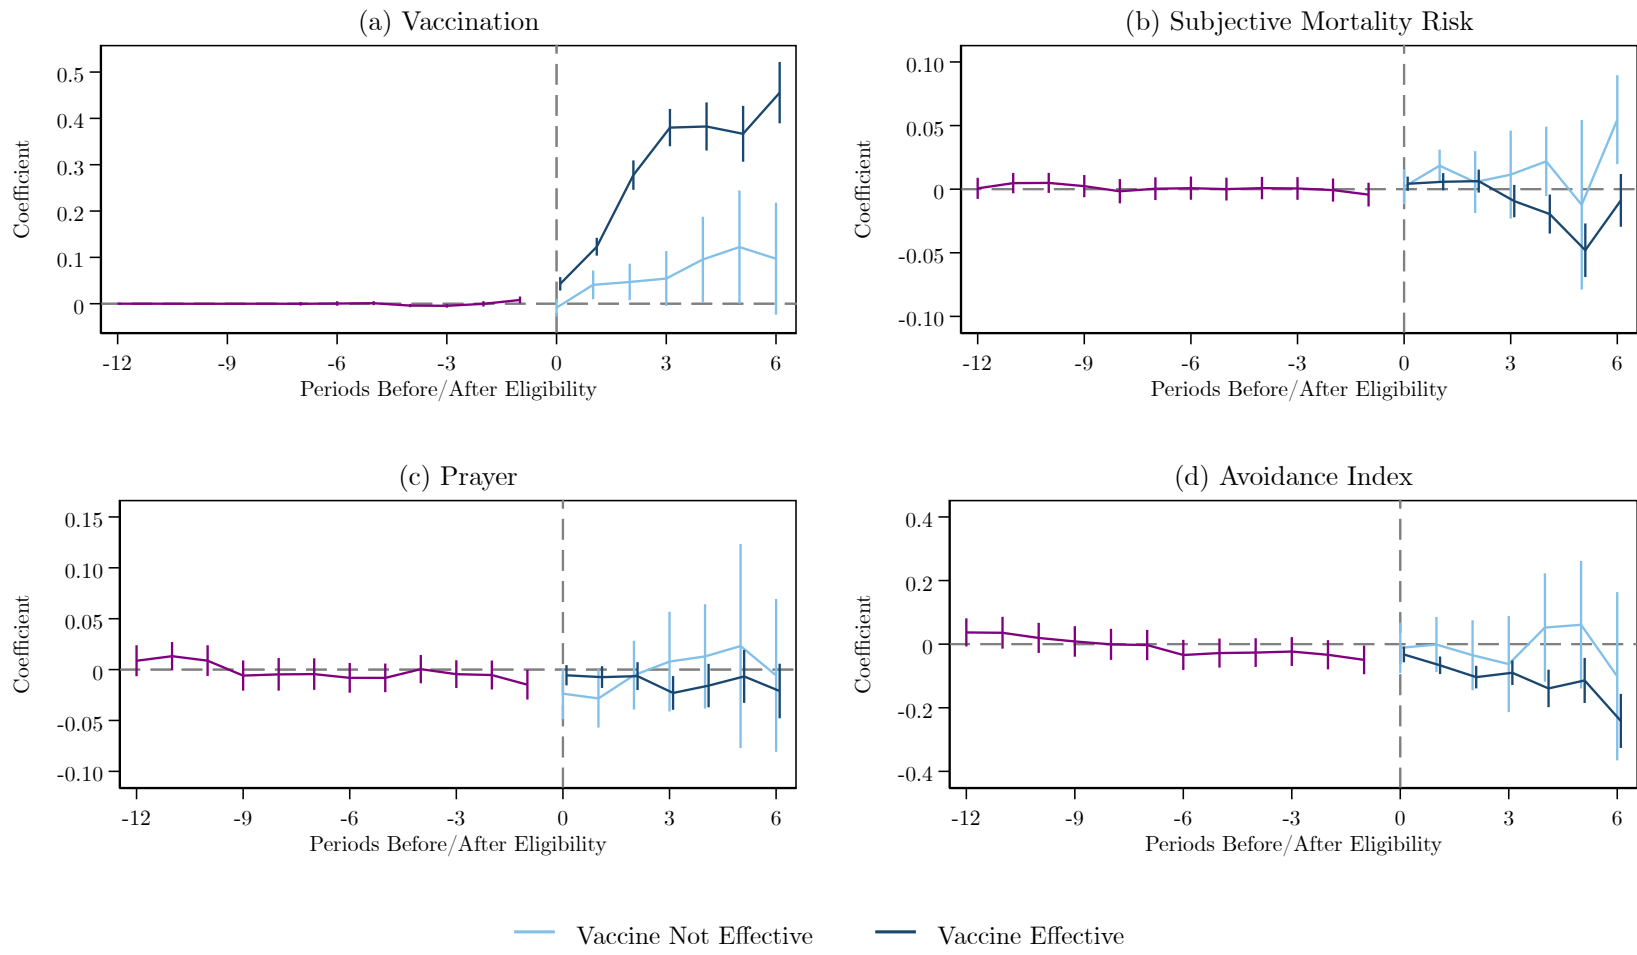 (a) Vaccination
Coefficient
0.5
0.4
0.3
0.2
0.1
0
-12 -9 -6 -3 0 3 6
Periods Before/After Eligibility
(b) Subjective Mortality Risk
Coefficient
0.10
0.05
0
-0.05
-0.10
-12 -9 -6 -3 0 3 6
Periods Before/After Eligibility
(c) Prayer
Coefficient
0.15
0.10
0.05
0
-0.05
-0.10
-12 -9 -6 -3 0 3 6
Periods Before/After Eligibility
(d) Avoidance Index
Coefficient
0.4
0.2
0
-0.2
-0.4
-12 -9 -6 -3 0 3 6
Periods Before/After Eligibility
Vaccine Not Effective Vaccine Effective